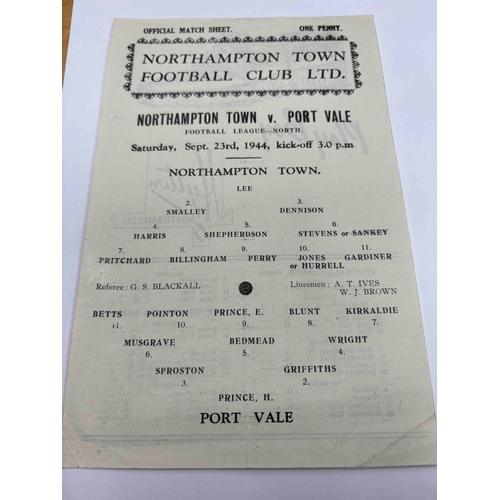 OFFICIAL MATCH SHEET. ONE PENNY.
NORTHAMPTON TOWN
FOOTBALL CLUB LTD.
NORTHAMPTON TOWN v. PORT VALE
FOOTBALL LEAGUE—NORTH.
Saturday, Sept. 23rd, 1944, kick-off 3.0 p.m
NORTHAMPTON TOWN.
LEE
2. 3.
SMALLEY DENNISON
4. 5. 6.
HARRIS SHEPHERDSON STEVENS or SANKEY
7. 8. 9. 10. 11.
PRITCHARD BILLINGHAM PERRY JONES GARDINER
or HURRELL
Referee: G. S. BLACKALL Linesmen: A. T. IVES
W. J. BROWN
BETTS POINTON PRINCE, E. BLUNT KIRKALDIE
11. 10. 9. 8. 7.
MUSGRAVE BEDMEAD WRIGHT
6. 5. 4.
SPROSTON GRIFFITHS
3. 2.
PRINCE, H.
PORT VALE